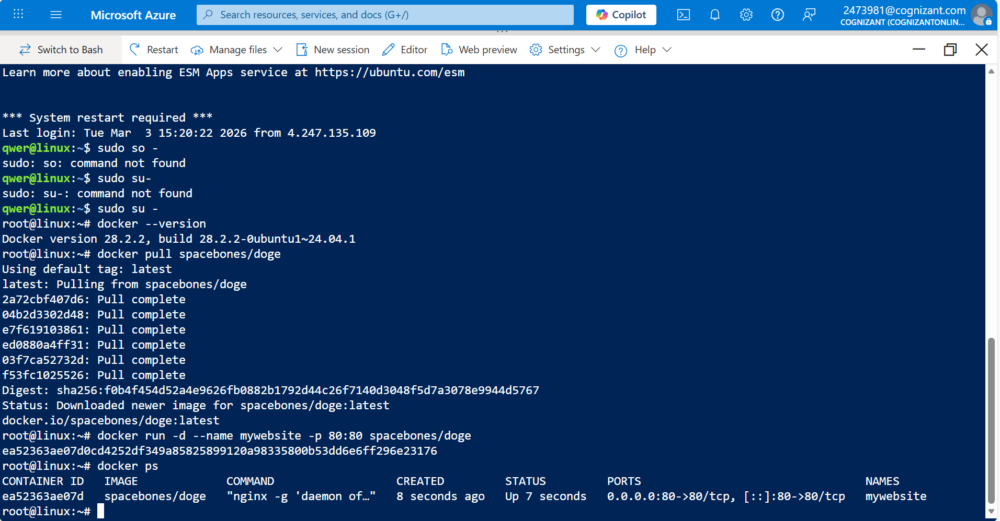 Microsoft Azure
Search resources, services, and docs (G+/)
Copilot
2473981@cognizant.com
COGNIZANT (COGNIZANTONLIN...
Switch to Bash
Restart
Manage files
New session
Editor
Web preview
Settings
Help
Learn more about enabling ESM Apps service at https://ubuntu.com/esm
*** System restart required ***
Last login: Tue Mar  3 15:20:22 2026 from 4.247.135.109
qwer@linux:~$ sudo so -
sudo: so: command not found
qwer@linux:~$ sudo su-
sudo: su-: command not found
qwer@linux:~$ sudo su -
root@linux:~# docker --version
Docker version 28.2.2, build 28.2.2-0ubuntu1~24.04.1
root@linux:~# docker pull spacebones/doge
Using default tag: latest
latest: Pulling from spacebones/doge
2a72cbf407d6: Pull complete
04b2d3302d48: Pull complete
e7f619103861: Pull complete
ed0880a4ff31: Pull complete
03f7ca52732d: Pull complete
f53fc1025526: Pull complete
Digest: sha256:f0b4f454d52a4e9626fb0882b1792d44c26f7140d3048f5d7a3078e9944d5767
Status: Downloaded newer image for spacebones/doge:latest
docker.io/spacebones/doge:latest
root@linux:~# docker run -d --name mywebsite -p 80:80 spacebones/doge
ea52363ae07d0cd4252df349a85825899120a98335800b53dd6e6ff296e23176
root@linux:~# docker ps
CONTAINER ID   IMAGE             COMMAND                  CREATED         STATUS         PORTS                                 NAMES
ea52363ae07d   spacebones/doge   "nginx -g 'daemon of…"   8 seconds ago   Up 7 seconds   0.0.0.0:80->80/tcp, [::]:80->80/tcp   mywebsite
root@linux:~#